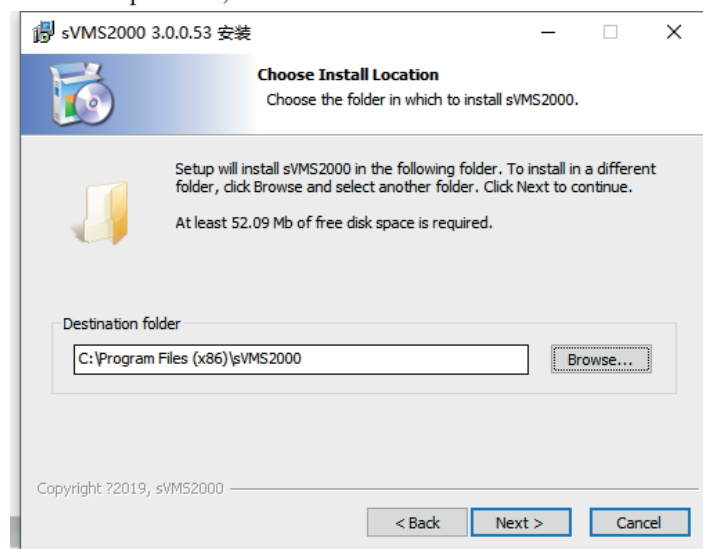 sVMS2000 3.0.0.53 安装
Choose Install Location
Choose the folder in which to install sVMS2000.
Setup will install sVMS2000 in the following folder. To install in a different
folder, click Browse and select another folder. Click Next to continue.
At least 52.09 Mb of free disk space is required.
Destination folder
C:\Program Files (x86)\sVMS2000
Browse...
Copyright ?2019, sVMS2000
< Back
Next >
Cancel